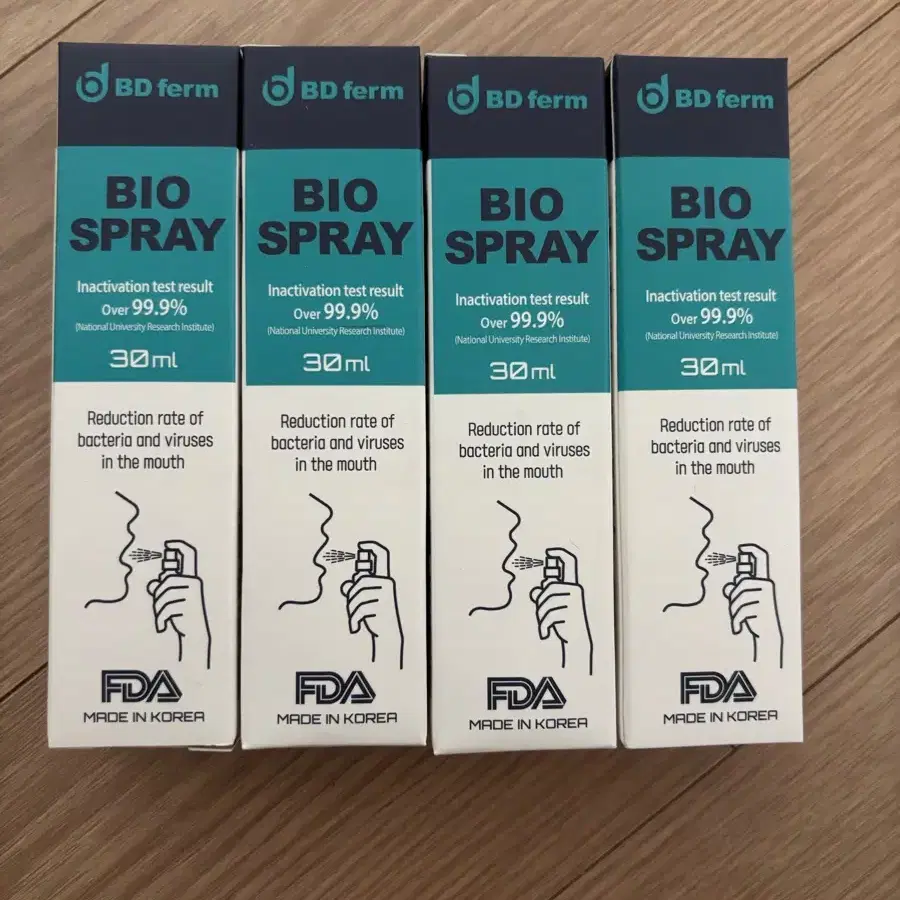 BD ferm
BIO
SPRAY
Inactivation test result
Over 99.9%
(National University Research Institute)
30ml
Reduction rate of
bacteria and viruses
in the mouth
FDA
MADE IN KOREA
BD ferm
BIO
SPRAY
Inactivation test result
Over 99.9%
(National University Research Institute)
30ml
Reduction rate of
bacteria and viruses
in the mouth
FDA
MADE IN KOREA
BD ferm
BIO
SPRAY
Inactivation test result
Over 99.9%
(National University Research Institute)
30ml
Reduction rate of
bacteria and viruses
in the mouth
FDA
MADE IN KOREA
BD ferm
BIO
SPRAY
Inactivation test result
Over 99.9%
(National University Research Institute)
30ml
Reduction rate of
bacteria and viruses
in the mouth
FDA
MADE IN KOREA